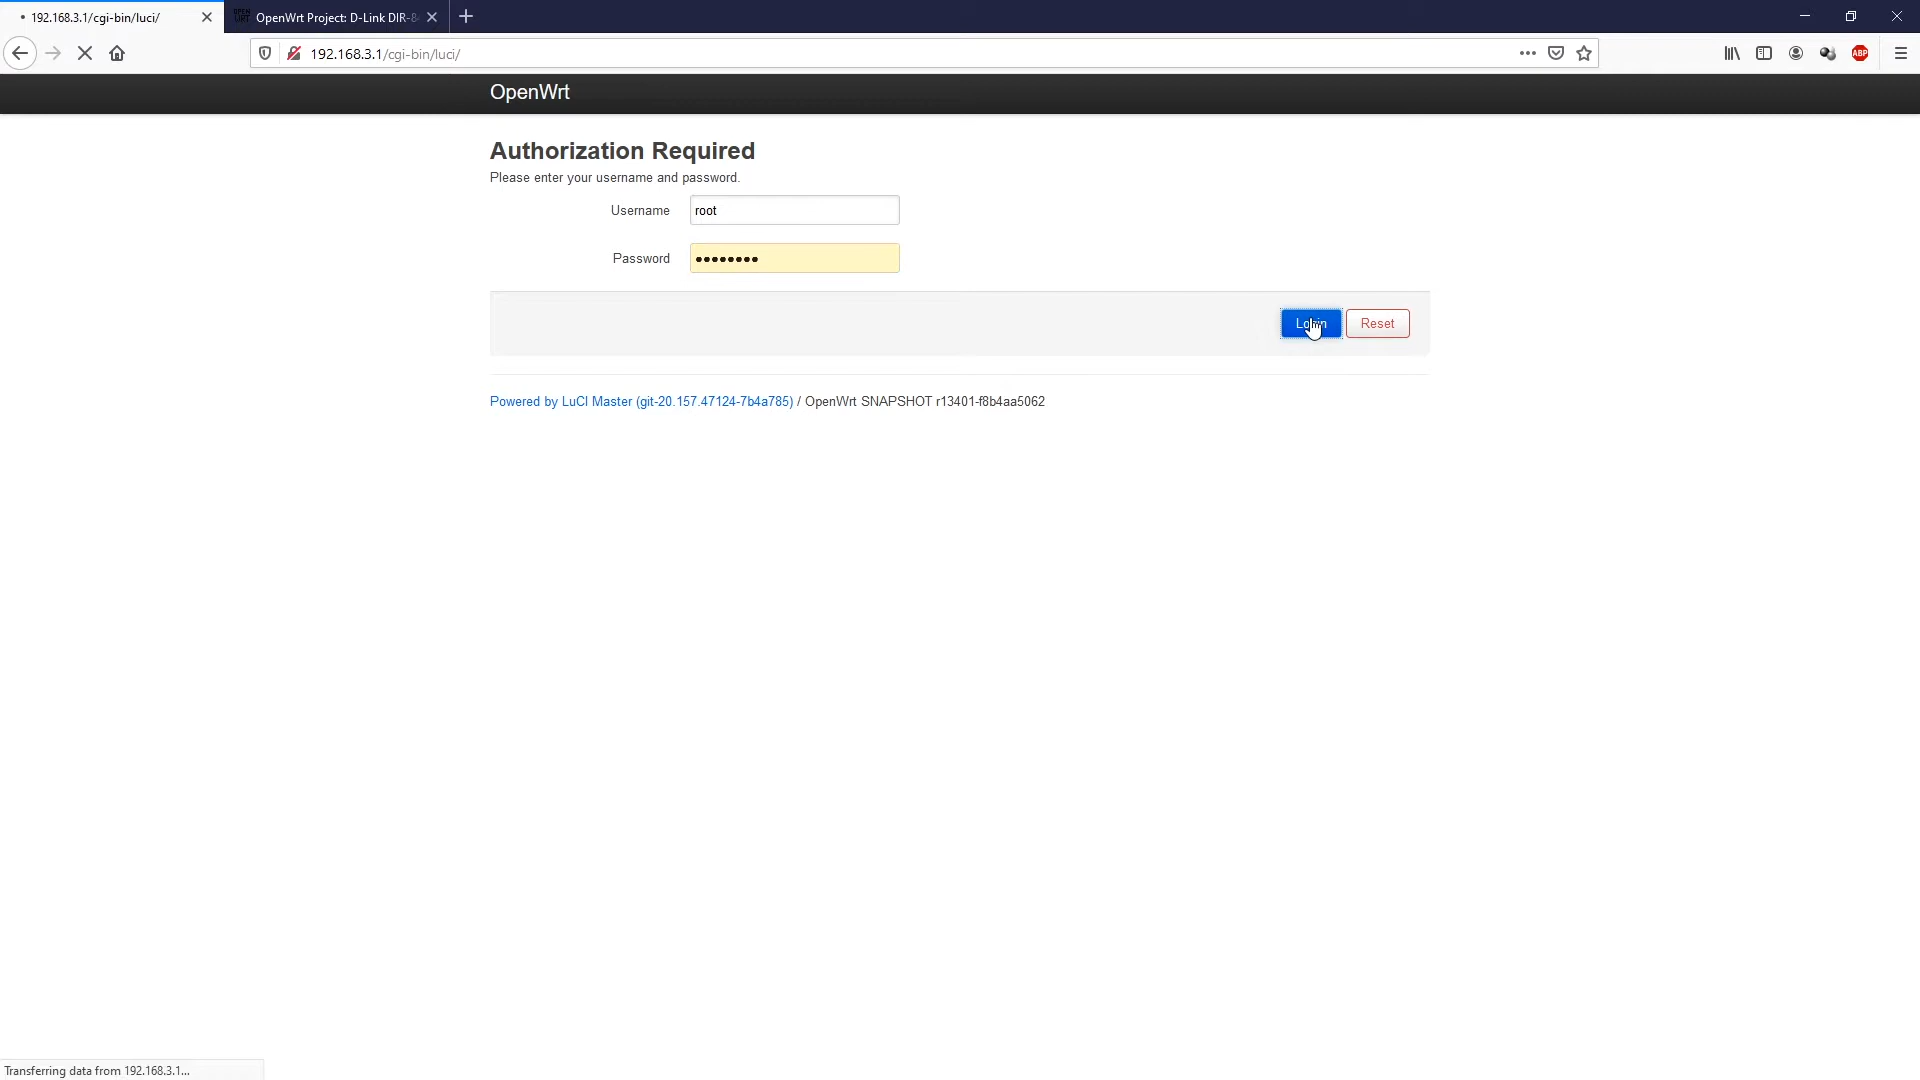 192.168.3.1/cgi-bin/luci/
OpenWrt Project: D-Link DIR-8
192.168.3.1/cgi-bin/luci/
ABP
OpenWrt
Authorization Required
Please enter your username and password.
Username
root
Password
Login
Reset
Powered by LuCI Master (git-20.157.47124-7b4a785) / OpenWrt SNAPSHOT r13401-f8b4aa5062
Transferring data from 192.168.3.1...